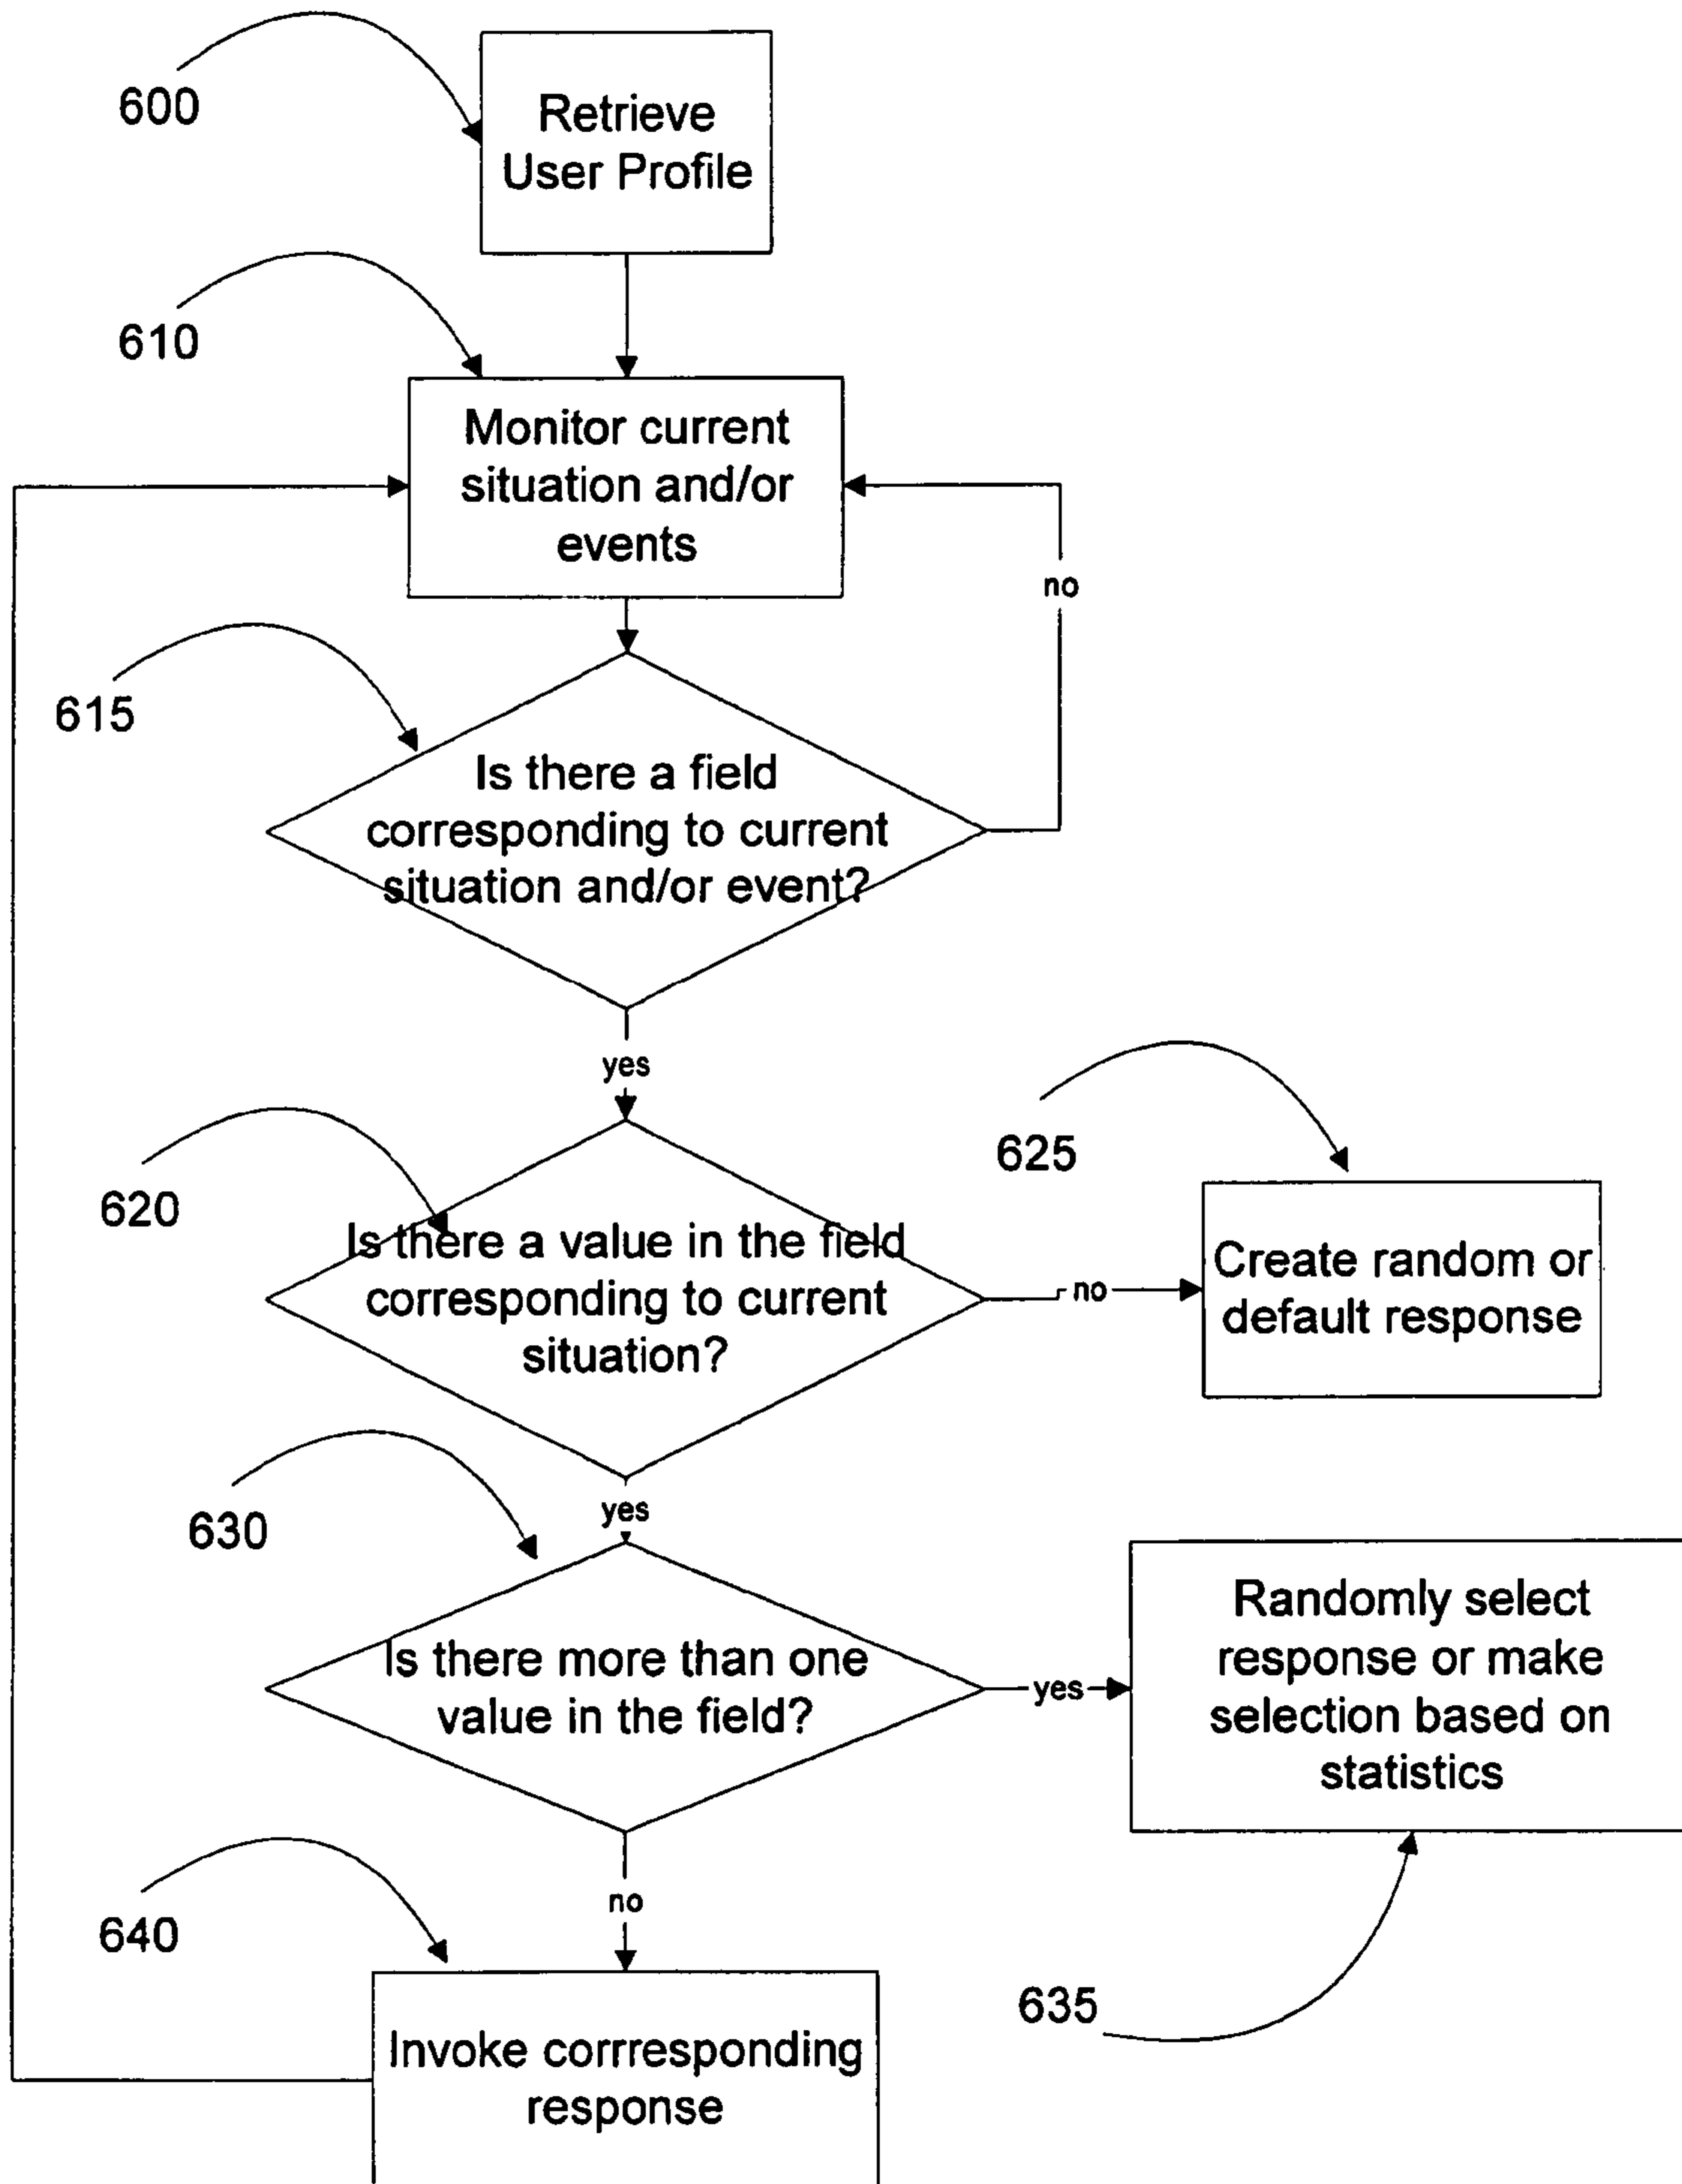 600
Retrieve
User Profile
610
Monitor current
situation and/or
events
no
615
Is there a field
corresponding to current
situation and/or event?
yes
625
620
Is there a value in the field
corresponding to current
situation?
no
Create random or
default response
yes
630
Is there more than one
value in the field?
yes
Randomly select
response or make
selection based on
statistics
no
640
635
Invoke corrresponding
response